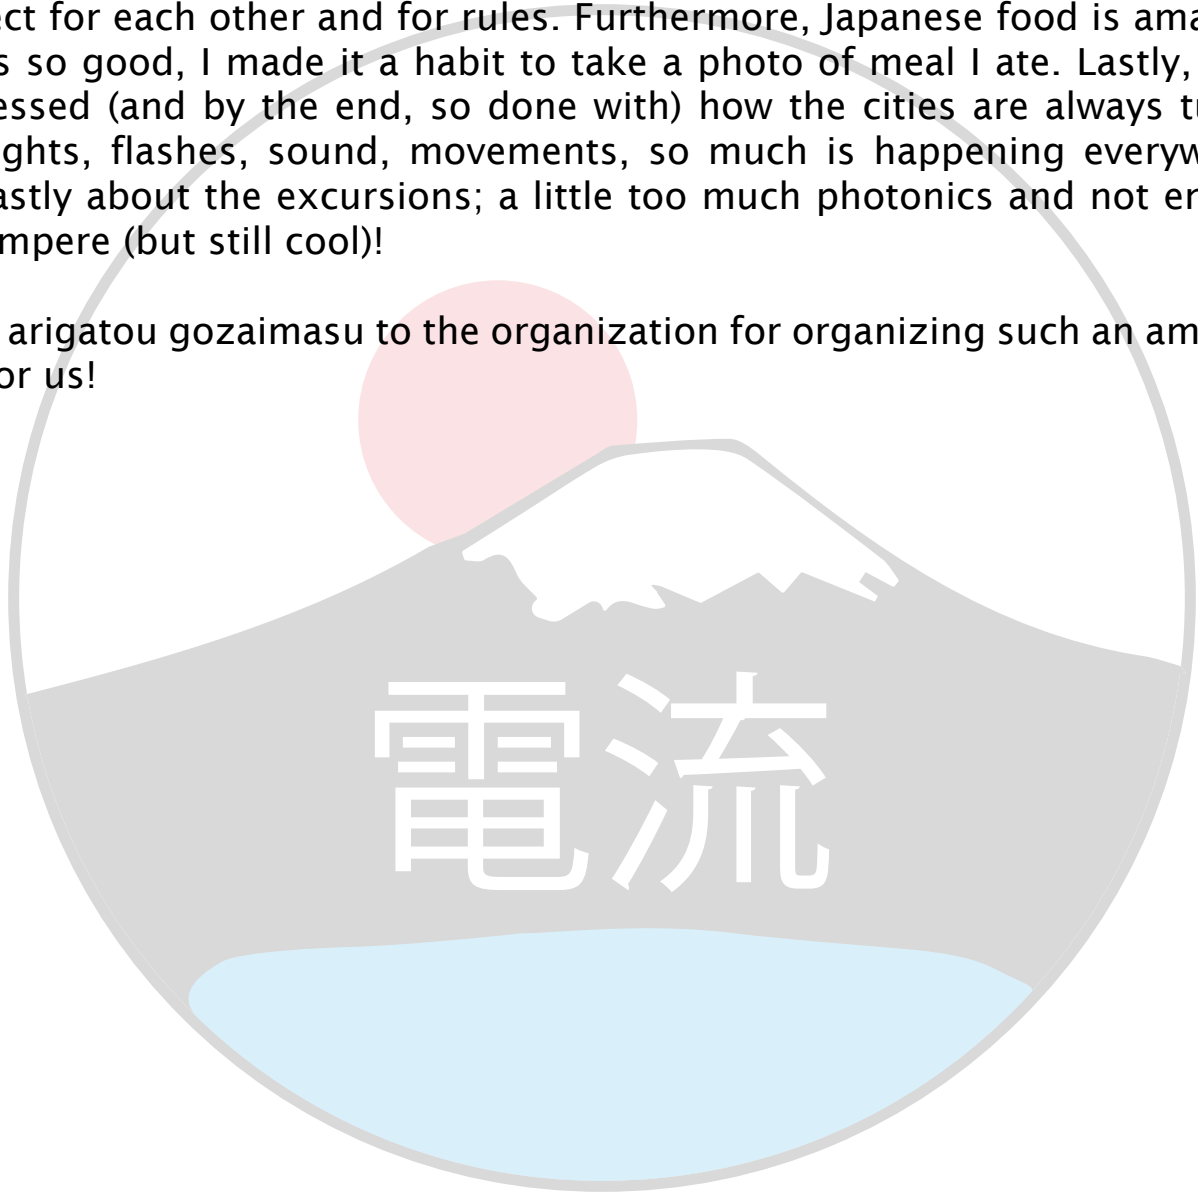 ect for each other and for rules. Furthermore, Japanese food is ama
s so good, I made it a habit to take a photo of meal I ate. Lastly,
essed (and by the end, so done with) how the cities are always tu
ghts, flashes, sound, movements, so much is happening everyw
astly about the excursions; a little too much photonics and not en
mpere (but still cool)!
arigatou gozaimasu to the organization for organizing such an am
or us!
電流